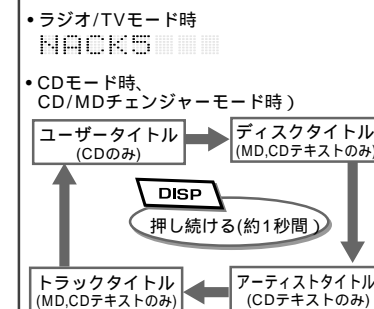 •ラジオ/TVモード時
NACK5
•CDモード時、
CD/MDチェンジャーモード時）
ユーザータイトル
(CDのみ)
ディスクタイトル
(MD,CDテキストのみ)
DISP
押し続ける(約1秒間）
トラックタイトル
(MD,CDテキストのみ)
アーティストタイトル
(CDテキストのみ)